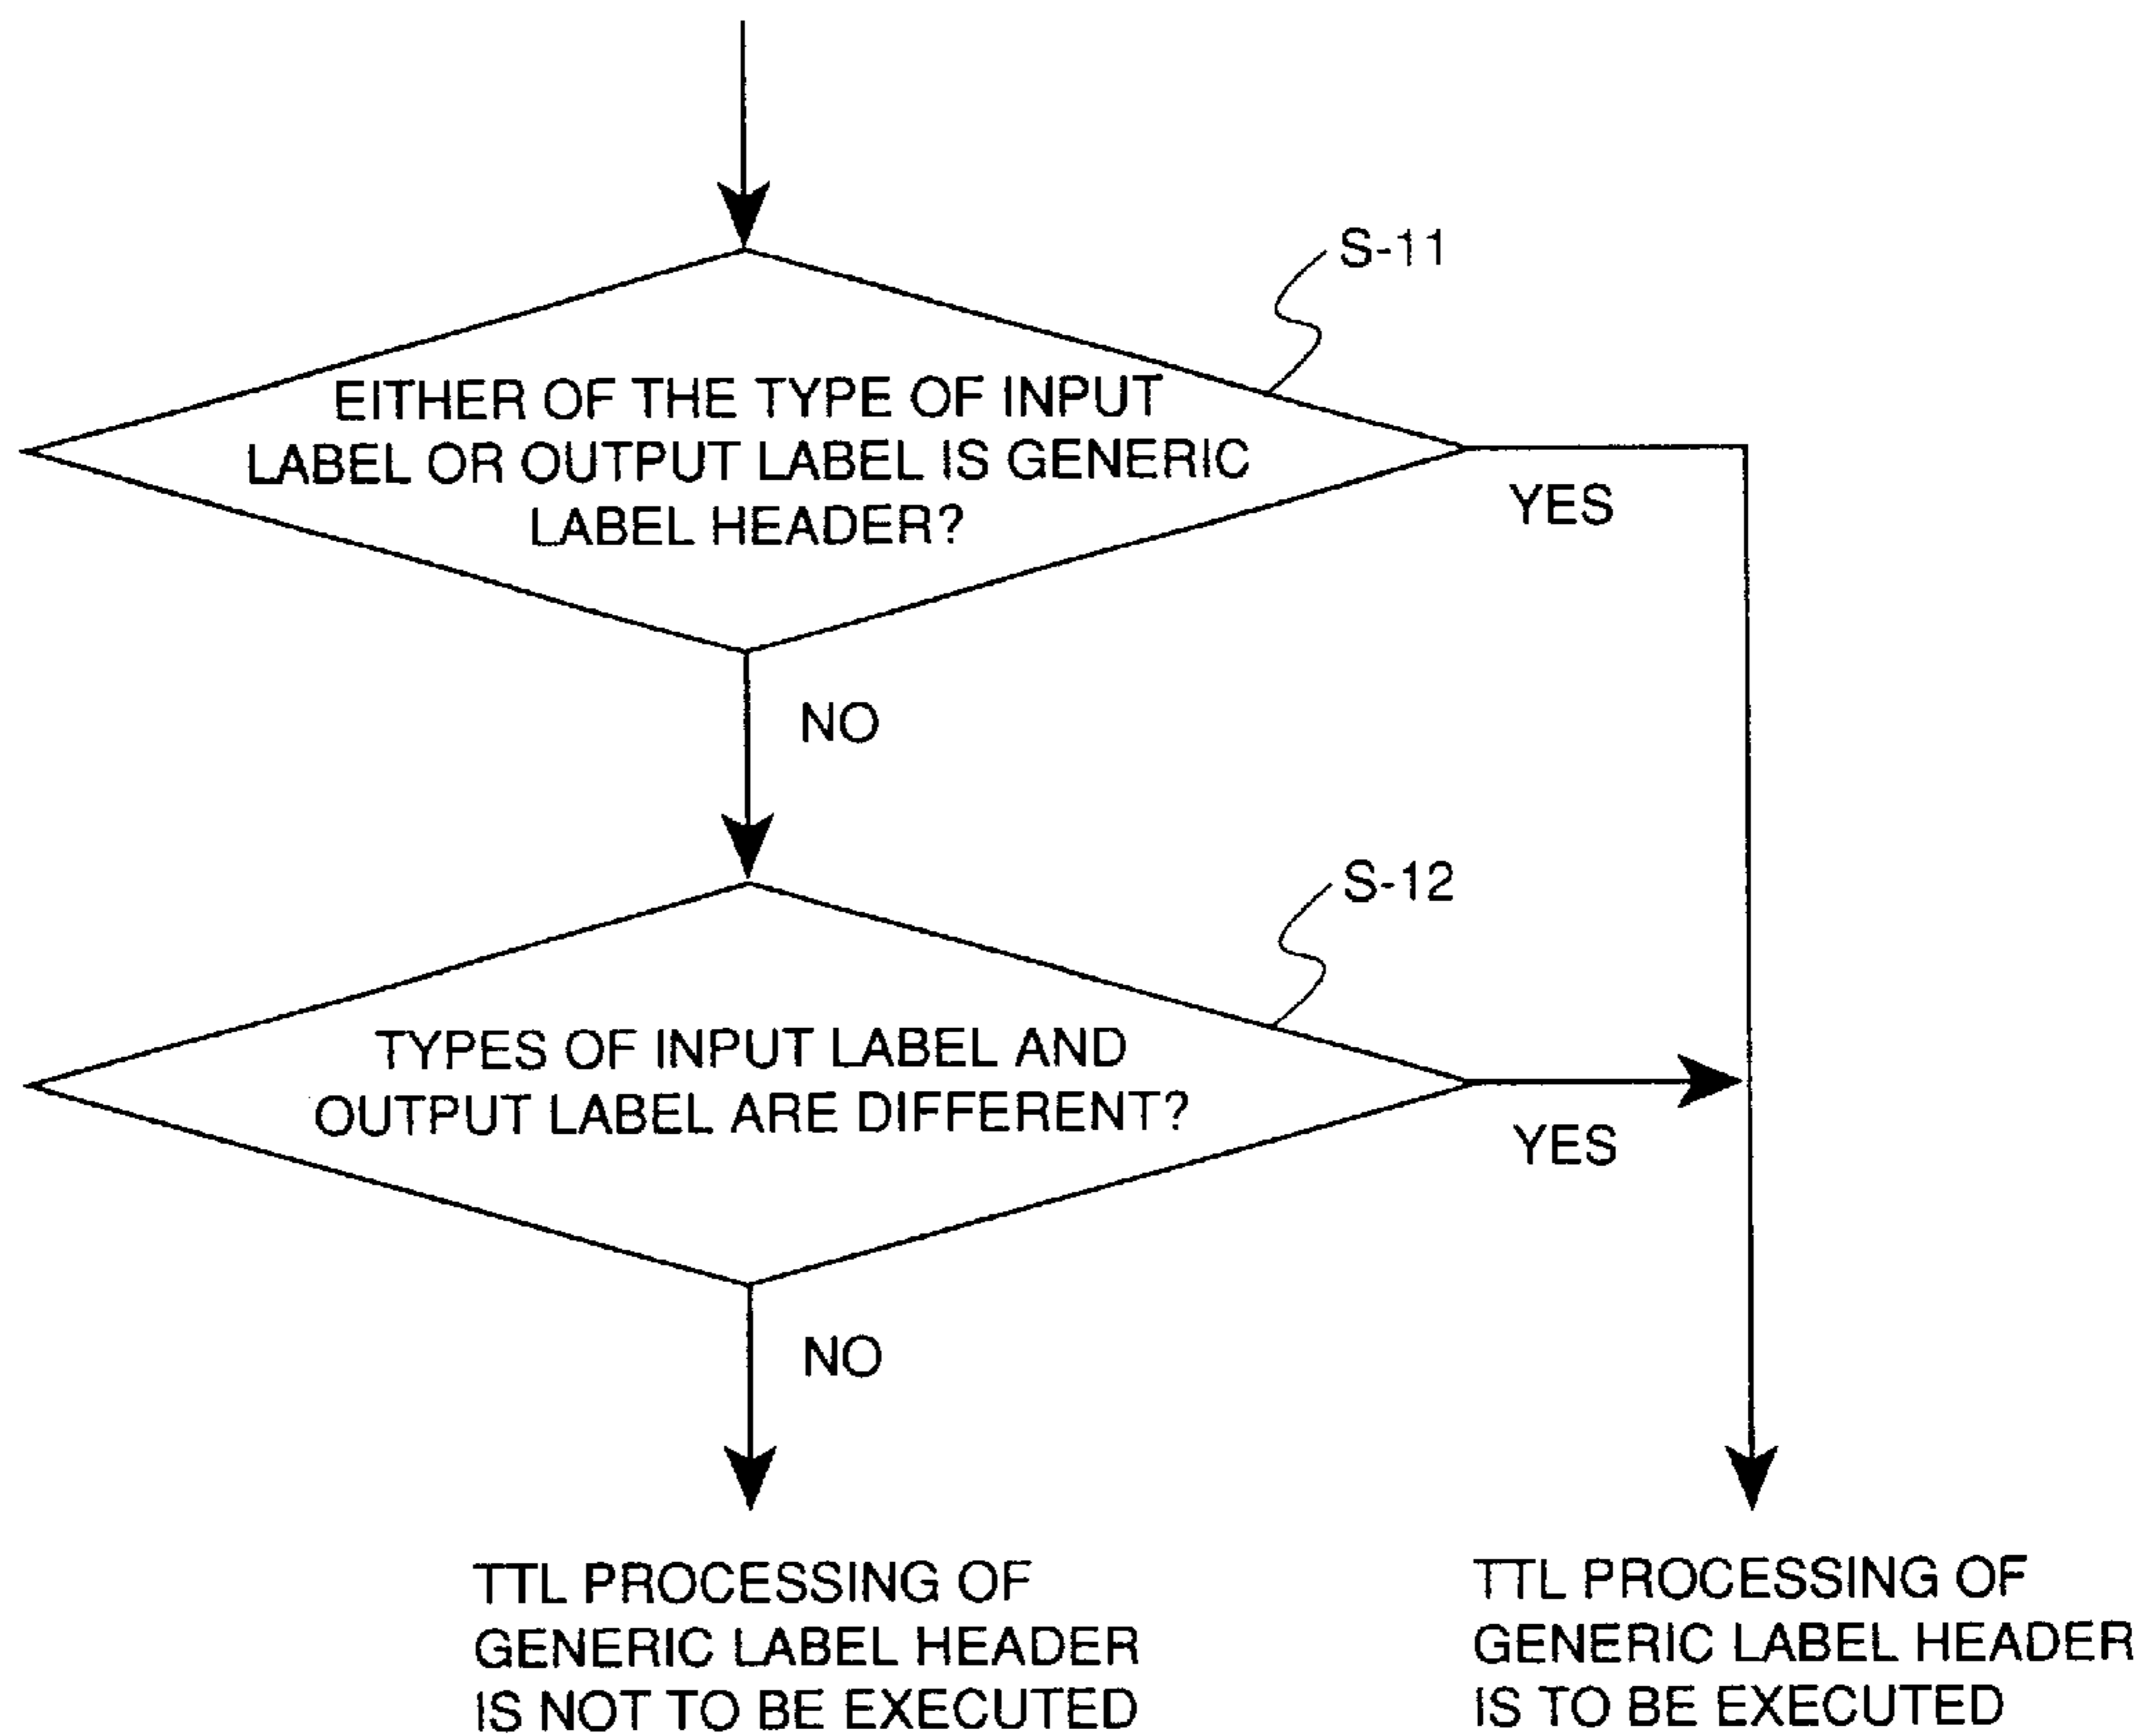 S-11
EITHER OF THE TYPE OF INPUT
LABEL OR OUTPUT LABEL IS GENERIC
LABEL HEADER?
YES
NO
S-12
TYPES OF INPUT LABEL AND
OUTPUT LABEL ARE DIFFERENT?
YES
NO
TTL PROCESSING OF
GENERIC LABEL HEADER
IS NOT TO BE EXECUTED
TTL PROCESSING OF
GENERIC LABEL HEADER
IS TO BE EXECUTED